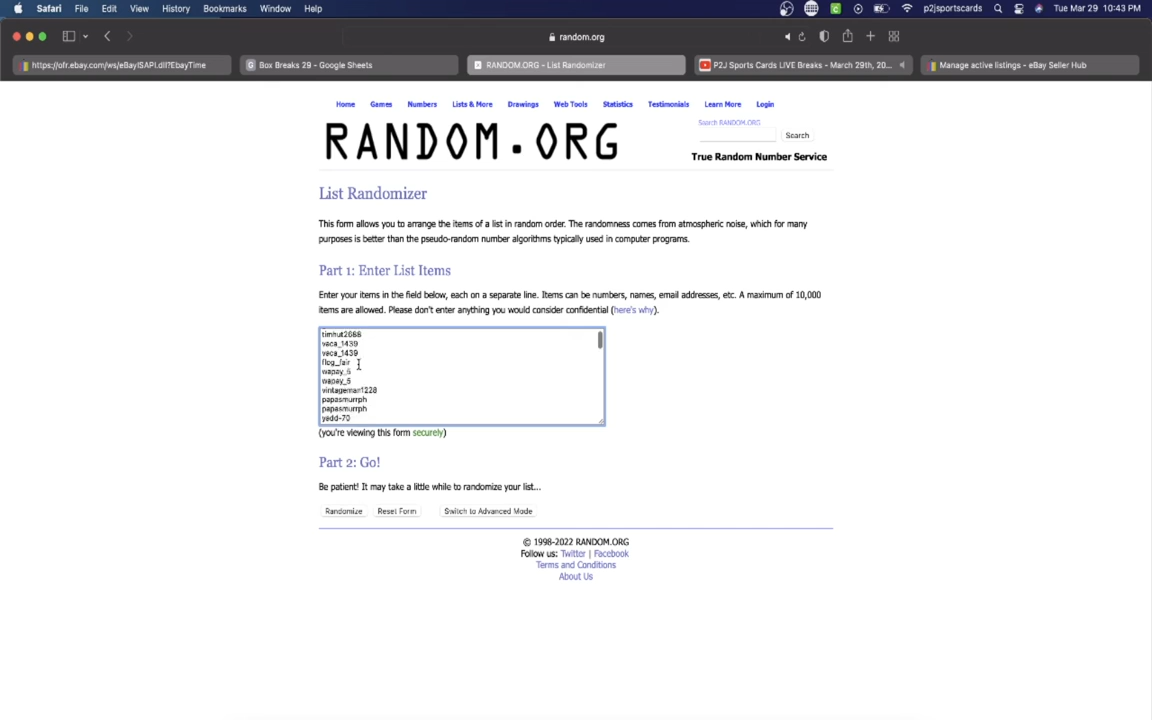 Safari File Edit View History Bookmarks Window Help p2jsportscards Tue Mar 29 10:43 PM
random.org
https://ofr.ebay.com/ws/eBayISAPI.dll?EbayTime Box Breaks 29 – Google Sheets RANDOM.ORG - List Randomizer P2J Sports Cards LIVE Breaks - March 29th, 20... Manage active listings - eBay Seller Hub
Home Games Numbers Lists & More Drawings Web Tools Statistics Testimonials Learn More Login
RANDOM.ORG
Search RANDOM.ORG
Search
True Random Number Service
List Randomizer
This form allows you to arrange the items of a list in random order. The randomness comes from atmospheric noise, which for many
purposes is better than the pseudo-random number algorithms typically used in computer programs.
Part 1: Enter List Items
Enter your items in the field below, each on a separate line. Items can be numbers, names, email addresses, etc. A maximum of 10,000
items are allowed. Please don't enter anything you would consider confidential (here's why).
timhut2688
vaca_1439
vaca_1439
flog_fair
wapay_6
wapay_6
vintageman1228
papasmurrph
papasmurrph
yadd-70
(you're viewing this form securely)
Part 2: Go!
Be patient! It may take a little while to randomize your list...
Randomize Reset Form Switch to Advanced Mode
© 1998-2022 RANDOM.ORG
Follow us: Twitter | Facebook
Terms and Conditions
About Us